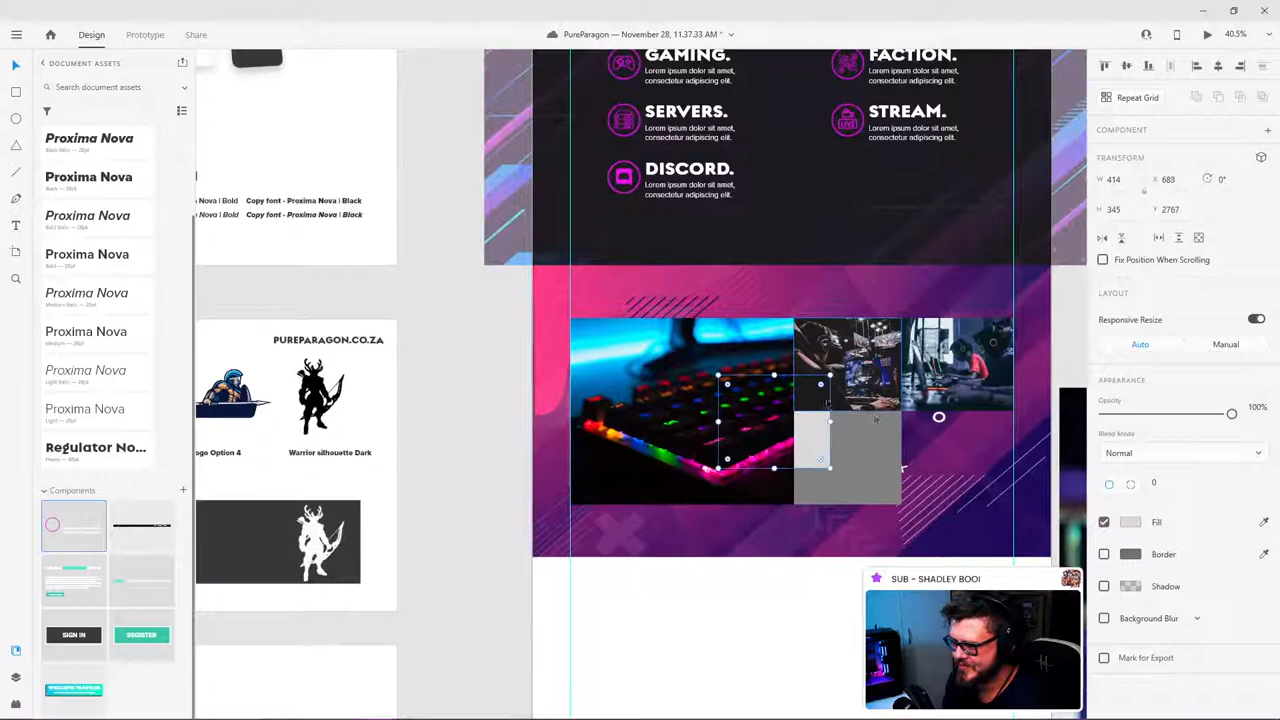 Design
Prototype
Share
PureParagon — November 28, 11.37.33 AM *
40.5%
DOCUMENT ASSETS
Search document assets
Proxima Nova
Proxima Nova
Proxima Nova
Proxima Nova
Proxima Nova
Proxima Nova
Proxima Nova
Proxima Nova
Regulator No...
Components
SIGN IN
REGISTER
Nova | Bold
Copy font - Proxima Nova | Black
Nova | Bold
Copy font - Proxima Nova | Black
PUREPARAGON.CO.ZA
ogo Option 4
Warrior silhouette Dark
GAMING.
Lorem ipsum dolor sit amet,
consectetur adipiscing elit.
FACTION.
Lorem ipsum dolor sit amet,
consectetur adipiscing elit.
SERVERS.
Lorem ipsum dolor sit amet,
consectetur adipiscing elit.
STREAM.
Lorem ipsum dolor sit amet,
consectetur adipiscing elit.
LIVE
DISCORD.
Lorem ipsum dolor sit amet,
consectetur adipiscing elit.
SUB - SHADLEY BOOI
Repeat Grid
COMPONENT
TRANSFORM
W 414
X 688
0°
H 345
Y 2767
Fix Position When Scrolling
LAYOUT
Responsive Resize
Auto
Manual
APPEARANCE
Opacity
100%
Blend Mode
Normal
0
Fill
Border
Shadow
Background Blur
Mark for Export